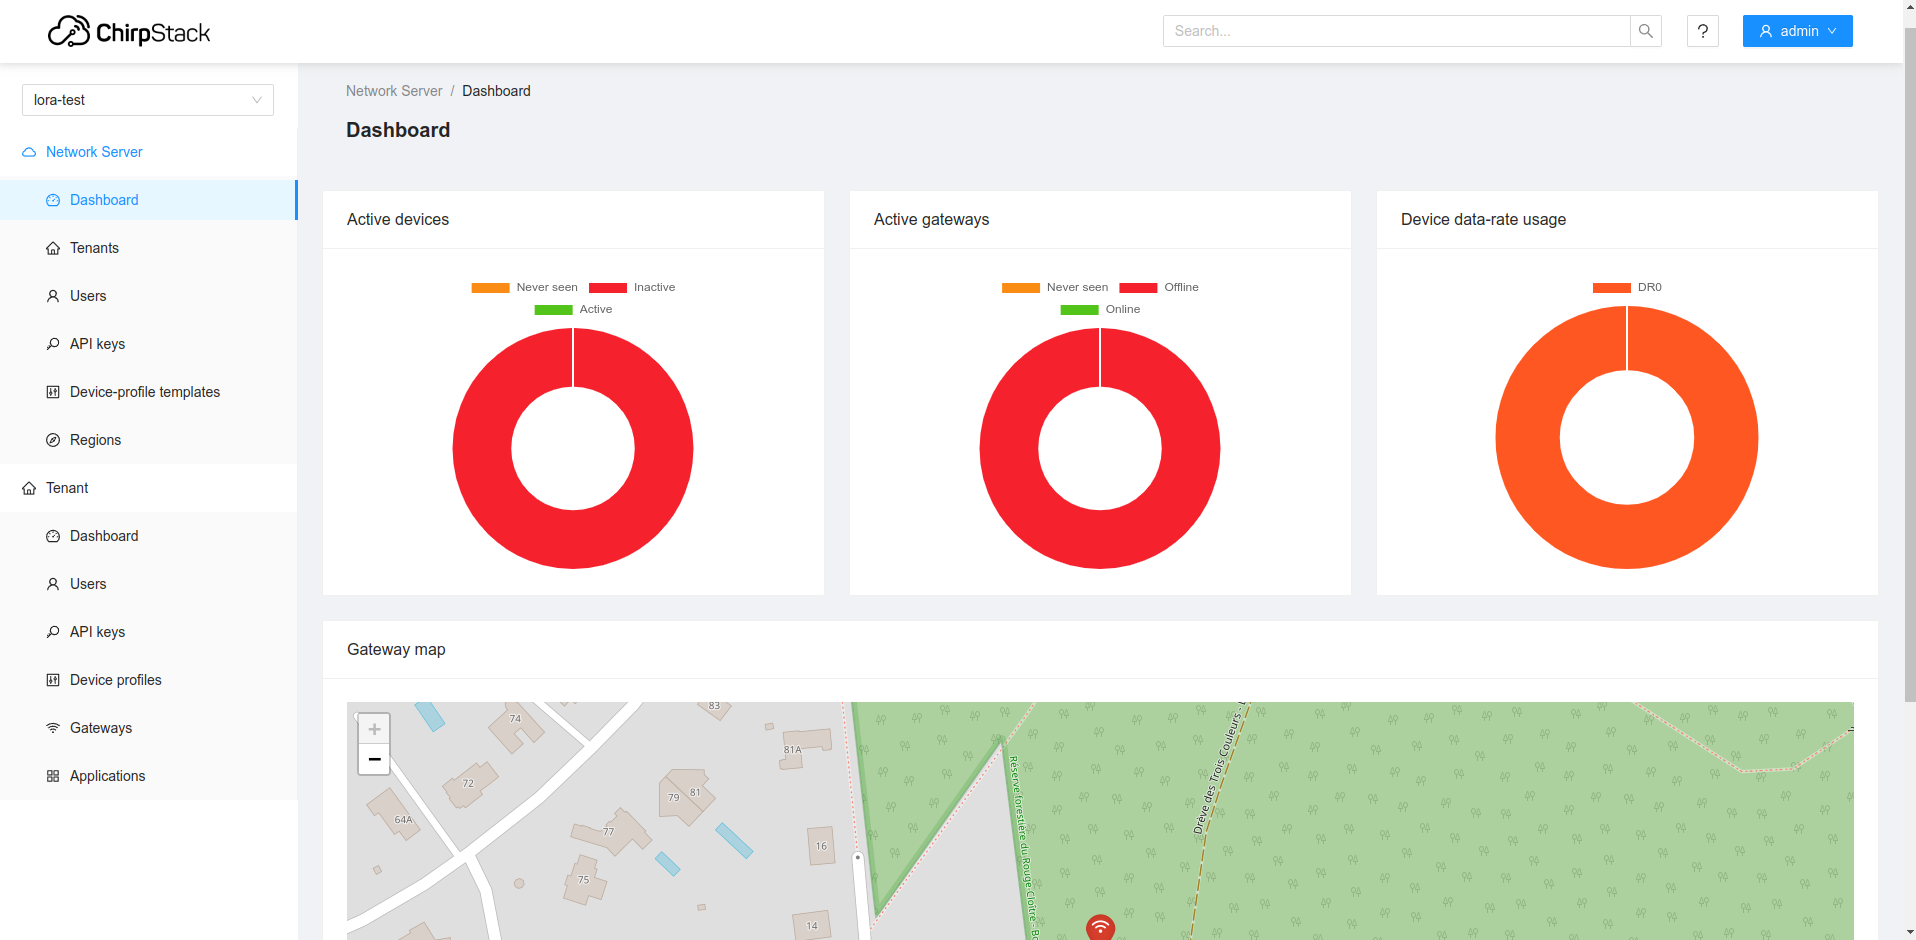 ChirpStack
Search...
?
admin
lora-test
Network Server
Dashboard
Tenants
Users
API keys
Device-profile templates
Regions
Tenant
Dashboard
Users
API keys
Device profiles
Gateways
Applications
Network Server / Dashboard
Dashboard
Active devices
Never seen
Inactive
Active
Active gateways
Never seen
Offline
Online
Device data-rate usage
DR0
Gateway map
+
−
74
83
81A
72
79
81
64A
77
16
75
14
Réserve forestière du Rouge Cloître - 
Drève des Trois Couleurs -